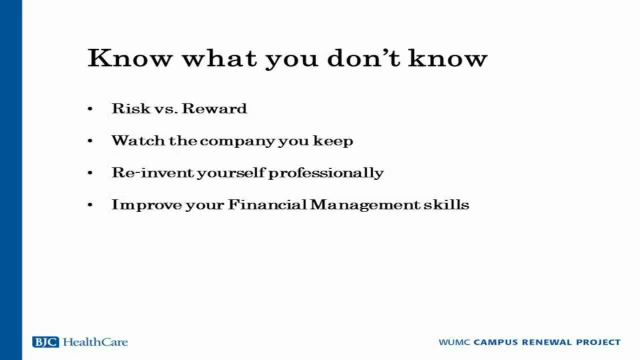 Know what you don't know
• Risk vs. Reward
• Watch the company you keep
• Re-invent yourself professionally
• Improve your Financial Management skills
BJC HealthCare
WUMC CAMPUS RENEWAL PROJECT